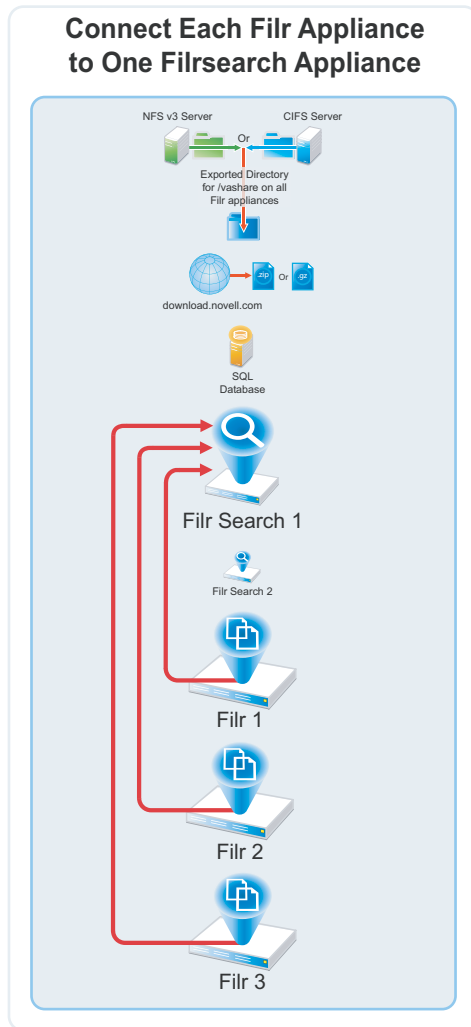 Connect Each Filr Appliance
to One Filrsearch Appliance
NFS v3 Server
CIFS Server
Or
Exported Directory
for /vashare on all
Filr appliances
.zip
Or
.gz
download.novell.com
SQL
Database
Filr Search 1
Filr Search 2
Filr 1
Filr 2
Filr 3